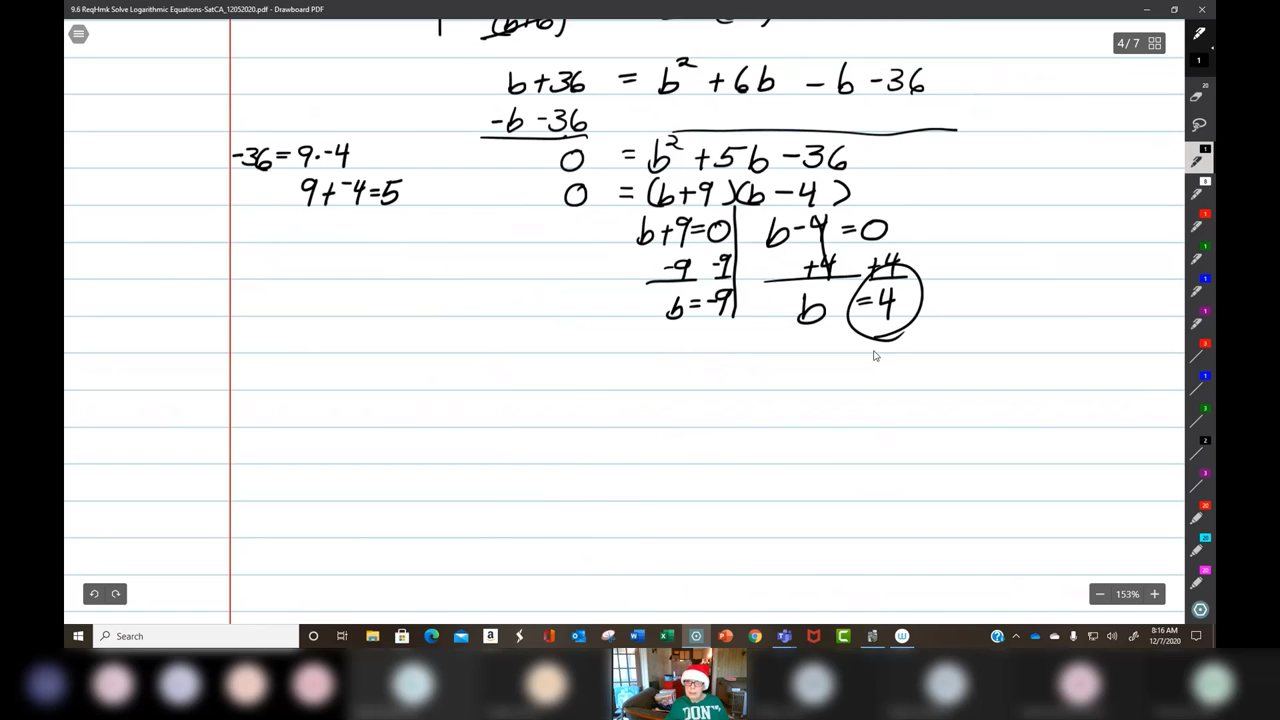 9.6 ReqHmk Solve Logarithmic Equations-SatCA_12052020.pdf - Drawboard PDF
4 / 7
(b+6)
b+36 = b² +6b -b -36
-b -36
-36 = 9·-4
0 = b² +5b -36
9+-4=5
0 = (b+9)(b-4)
b+9=0 b-4=0
-9 -9 +4 +4
b=-9 b =4
153%
Search
8:16 AM
12/7/2020
DON